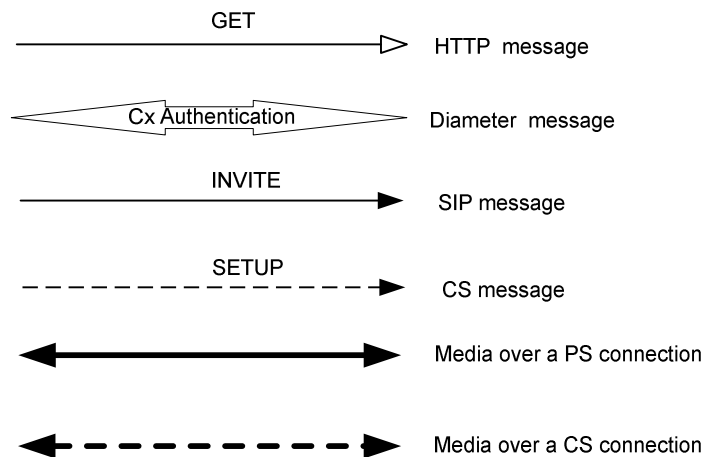 GET
HTTP message
Cx Authentication
Diameter message
INVITE
SIP message
SETUP
CS message
Media over a PS connection
Media over a CS connection